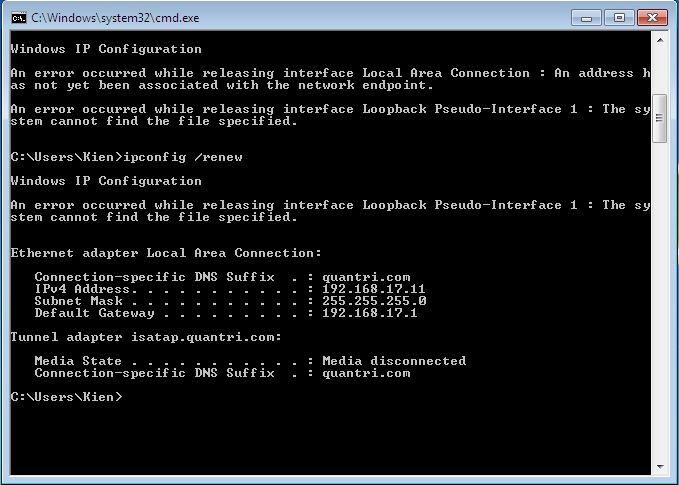 C:\Windows\system32\cmd.exe
Windows IP Configuration
An error occurred while releasing interface Local Area Connection : An address h
as not yet been associated with the network endpoint.
An error occurred while releasing interface Loopback Pseudo-Interface 1 : The sy
stem cannot find the file specified.
C:\Users\Kien>ipconfig /renew
Windows IP Configuration
An error occurred while releasing interface Loopback Pseudo-Interface 1 : The sy
stem cannot find the file specified.
Ethernet adapter Local Area Connection:
Connection-specific DNS Suffix  . : quantri.com
IPv4 Address. . . . . . . . . . . : 192.168.17.11
Subnet Mask . . . . . . . . . . . : 255.255.255.0
Default Gateway . . . . . . . . . : 192.168.17.1
Tunnel adapter isatap.quantri.com:
Media State . . . . . . . . . . . : Media disconnected
Connection-specific DNS Suffix  . : quantri.com
C:\Users\Kien>